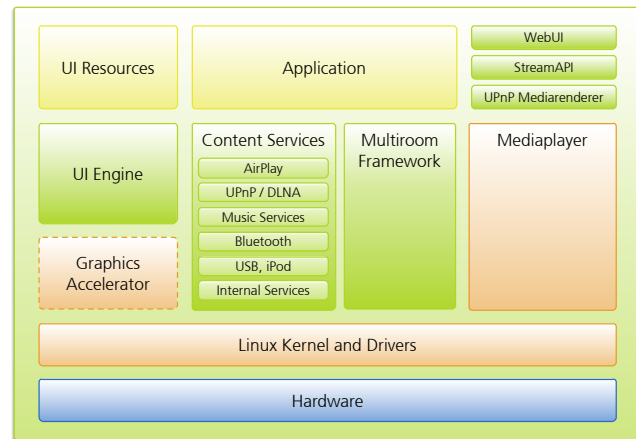 UI Resources
Application
WebUI
StreamAPI
UPnP Mediarenderer
UI Engine
Content Services
AirPlay
UPnP / DLNA
Music Services
Bluetooth
USB, iPod
Internal Services
Multiroom
Framework
Mediaplayer
Graphics
Accelerator
Linux Kernel and Drivers
Hardware